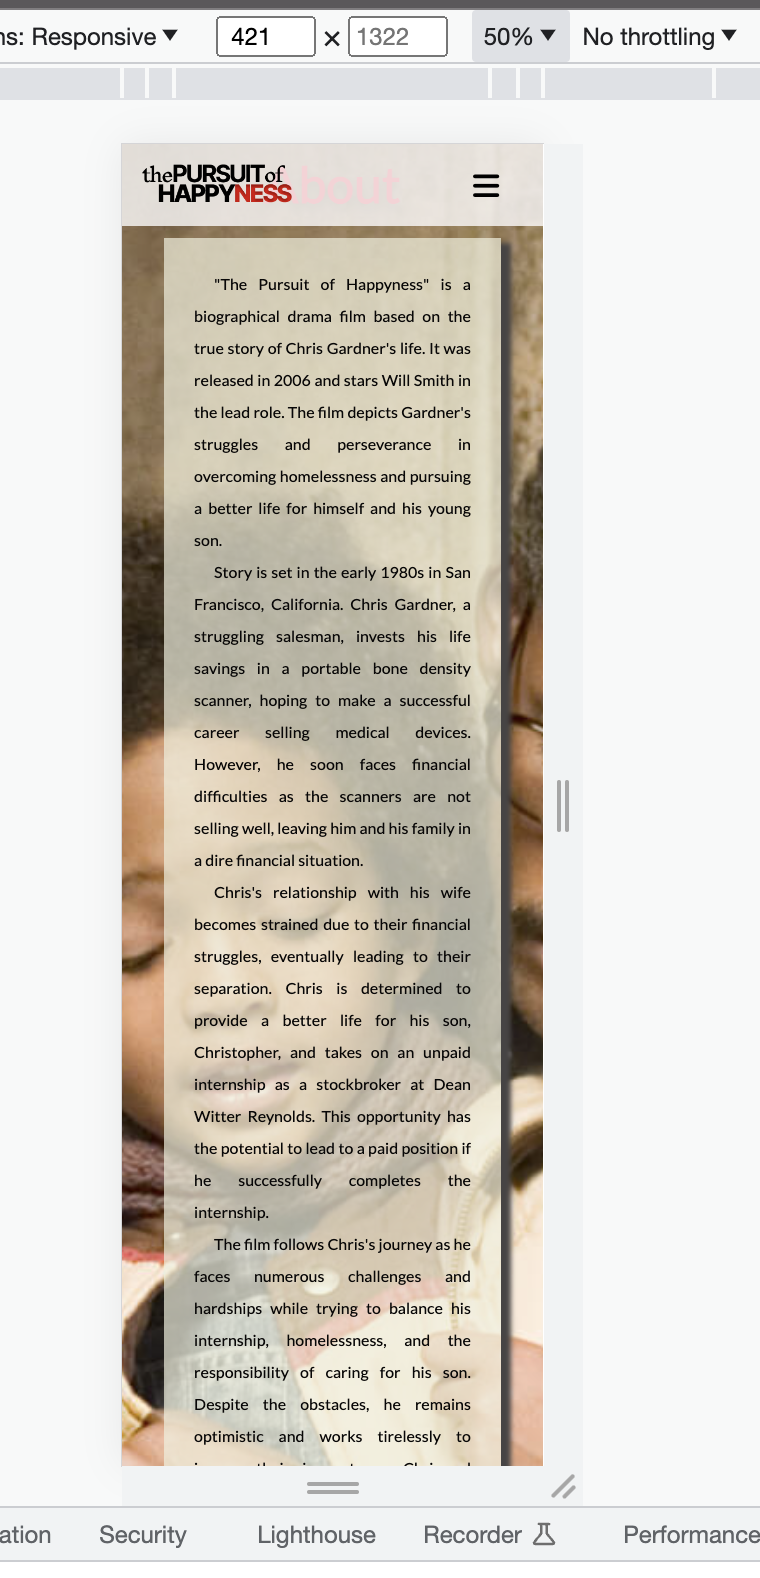 ns: Responsive
421 × 1322
50%
No throttling
thePURSUITof
HAPPYNESS
bout
"The Pursuit of Happyness" is a
biographical drama film based on the
true story of Chris Gardner's life. It was
released in 2006 and stars Will Smith in
the lead role. The film depicts Gardner's
struggles and perseverance in
overcoming homelessness and pursuing
a better life for himself and his young
son.
Story is set in the early 1980s in San
Francisco, California. Chris Gardner, a
struggling salesman, invests his life
savings in a portable bone density
scanner, hoping to make a successful
career selling medical devices.
However, he soon faces financial
difficulties as the scanners are not
selling well, leaving him and his family in
a dire financial situation.
Chris's relationship with his wife
becomes strained due to their financial
struggles, eventually leading to their
separation. Chris is determined to
provide a better life for his son,
Christopher, and takes on an unpaid
internship as a stockbroker at Dean
Witter Reynolds. This opportunity has
the potential to lead to a paid position if
he successfully completes the
internship.
The film follows Chris's journey as he
faces numerous challenges and
hardships while trying to balance his
internship, homelessness, and the
responsibility of caring for his son.
Despite the obstacles, he remains
optimistic and works tirelessly to
ation
Security
Lighthouse
Recorder
Performance